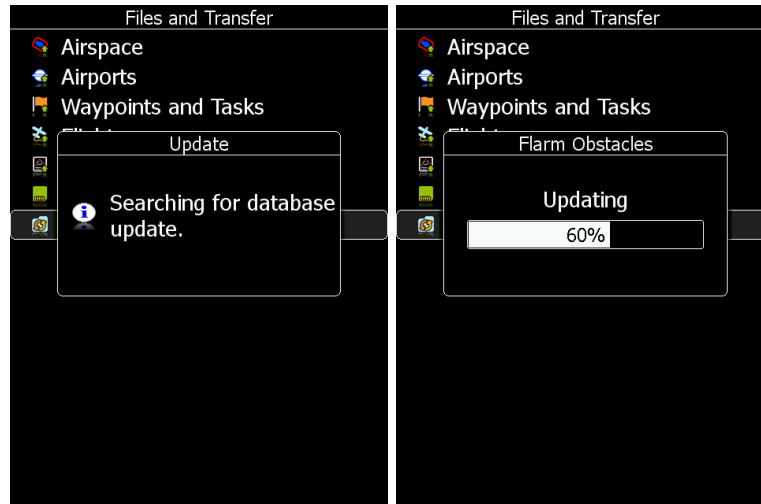 Files and Transfer
Airspace
Airports
Waypoints and Tasks
Update
Searching for database
update.
Files and Transfer
Airspace
Airports
Waypoints and Tasks
Flarm Obstacles
Updating
60%